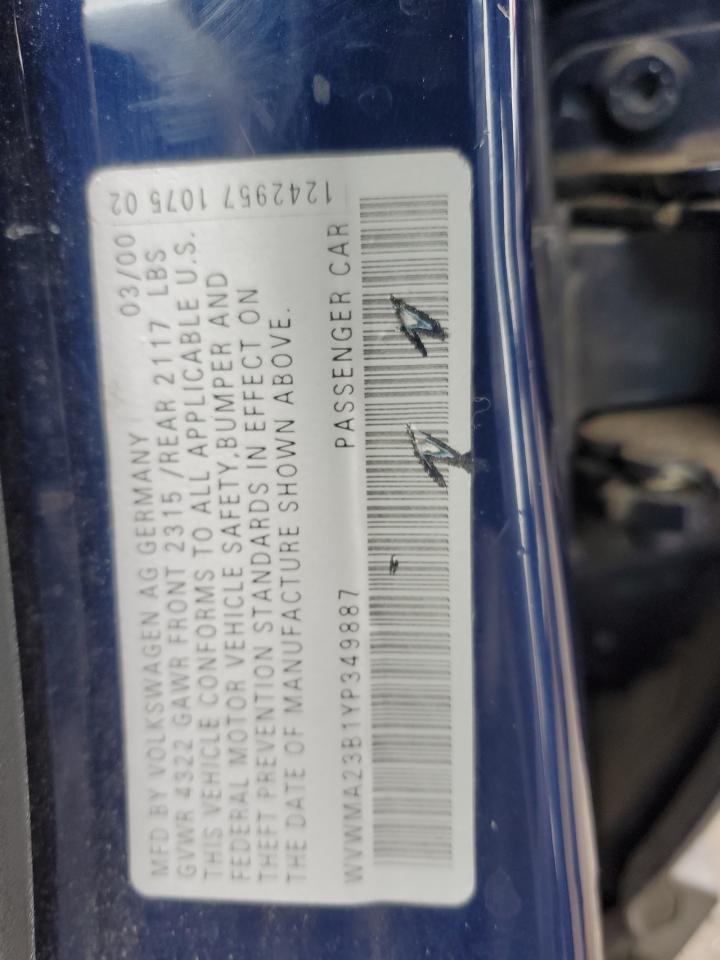 MFD BY VOLKSWAGEN AG GERMANY 03/00
GVWR 4322 GAWR FRONT 2315 /REAR 2117 LBS
THIS VEHICLE CONFORMS TO ALL APPLICABLE U.S.
FEDERAL MOTOR VEHICLE SAFETY,BUMPER AND
THEFT PREVENTION STANDARDS IN EFFECT ON
THE DATE OF MANUFACTURE SHOWN ABOVE.
WVWMA23B1YP349887 PASSENGER CAR
1242957 1075 02